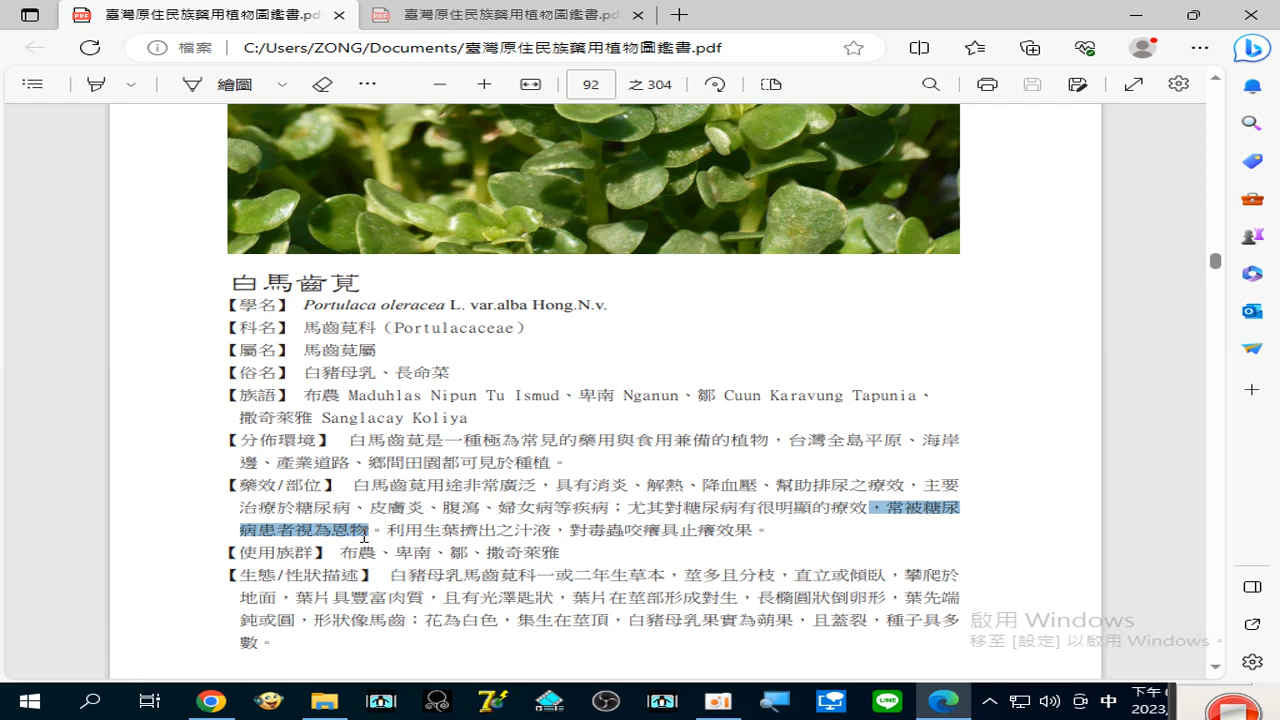 臺灣原住民族藥用植物圖鑑書.pdf
臺灣原住民族藥用植物圖鑑書.pdf
檔案
C:/Users/ZONG/Documents/臺灣原住民族藥用植物圖鑑書.pdf
繪圖
92
之 304
白馬齒莧
【學名】 Portulaca oleracea L. var.alba Hong.N.v.
【科名】 馬齒莧科（Portulacaceae）
【屬名】 馬齒莧屬
【俗名】 白豬母乳、長命菜
【族語】 布農 Maduhlas Nipun Tu Ismud、卑南 Nganun、鄒 Cuun Karavung Tapunia、
撒奇萊雅 Sanglacay Koliya
【分佈環境】 白馬齒莧是一種極為常見的藥用與食用兼備的植物，台灣全島平原、海岸
邊、產業道路、鄉間田園都可見於種植。
【藥效/部位】 白馬齒莧用途非常廣泛，具有消炎、解熱、降血壓、幫助排尿之療效，主要
治療於糖尿病、皮膚炎、腹瀉、婦女病等疾病；尤其對糖尿病有很明顯的療效，常被糖尿
病患者視為恩物。利用生葉擠出之汁液，對毒蟲咬癢具止癢效果。
【使用族群】 布農、卑南、鄒、撒奇萊雅
【生態/性狀描述】 白豬母乳馬齒莧科一或二年生草本，莖多且分枝，直立或傾臥，攀爬於
地面，葉片具豐富肉質，且有光澤匙狀，葉片在莖部形成對生，長橢圓狀倒卵形，葉先端
鈍或圓，形狀像馬齒；花為白色，集生在莖頂，白豬母乳果實為蒴果，且蓋裂，種子具多
數。
啟用 Windows
移至 [設定] 以啟用 Windows。
LINE
中
下午
2023